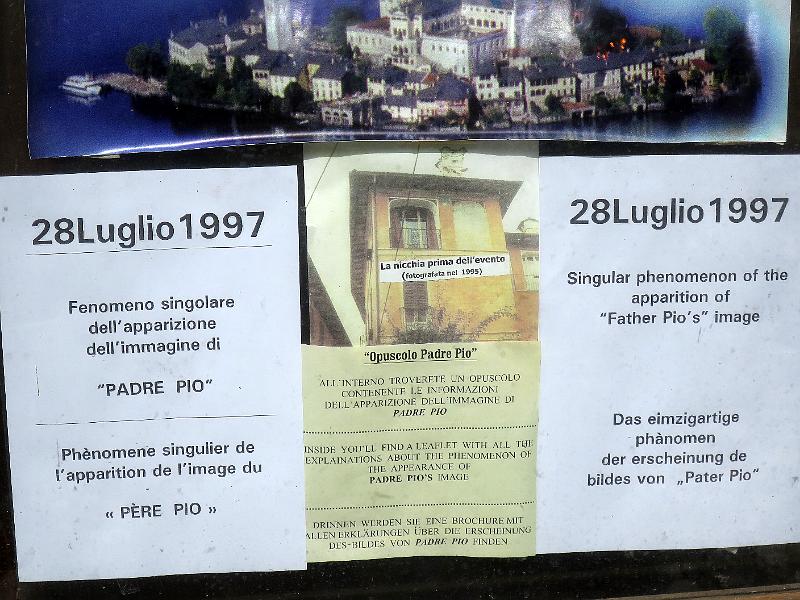 28Luglio1997
Fenomeno singolare
dell'apparizione
dell'immagine di
"PADRE PIO"
Phènomene singulier de
l'apparition de l'image du
« PÈRE PIO »
La nicchia prima dell'evento
(fotografata nel 1995)
"Opuscolo Padre Pio"
ALL'INTERNO TROVERETE UN OPUSCOLO
CONTENENTE LE INFORMAZIONI
DELL'APPARIZIONE DELL'IMMAGINE DI
PADRE PIO
INSIDE YOU'LL FIND A LEAFLET WITH ALL THE
EXPLAINATIONS ABOUT THE PHENOMENON OF
THE APPEARANCE OF
PADRE PIO'S IMAGE
DRINNEN WERDEN SIE EINE BROCHURE MIT
ALLEN ERKLÄRUNGEN ÜBER DIE ERSCHEINUNG
DES-BILDES VON PADRE PIO FINDEN
28Luglio1997
Singular phenomenon of the
apparition of
"Father Pio's" image
Das eimzigartige
phànomen
der erscheinung de
bildes von „Pater Pio"